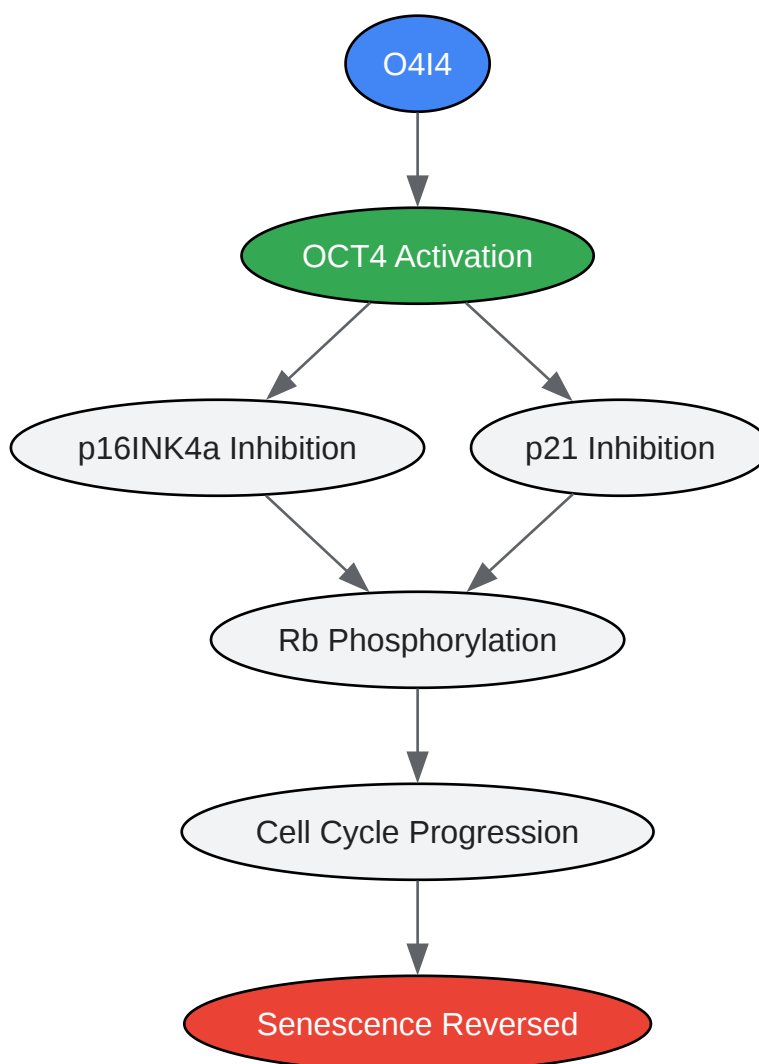 O4I4
OCT4 Activation
p16INK4a Inhibition
p21 Inhibition
Rb Phosphorylation
Cell Cycle Progression
Senescence Reversed